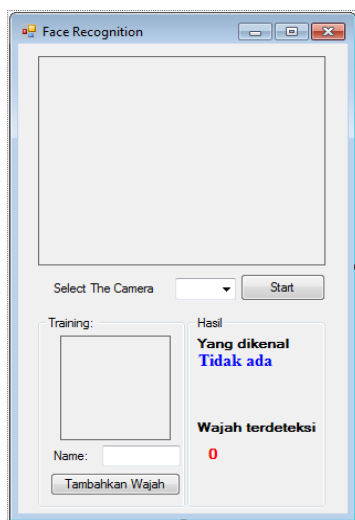 Face Recognition
Select The Camera
Start
Training:
Name:
Tambahkan Wajah
Hasil
Yang dikenal
Tidak ada
Wajah terdeteksi
0